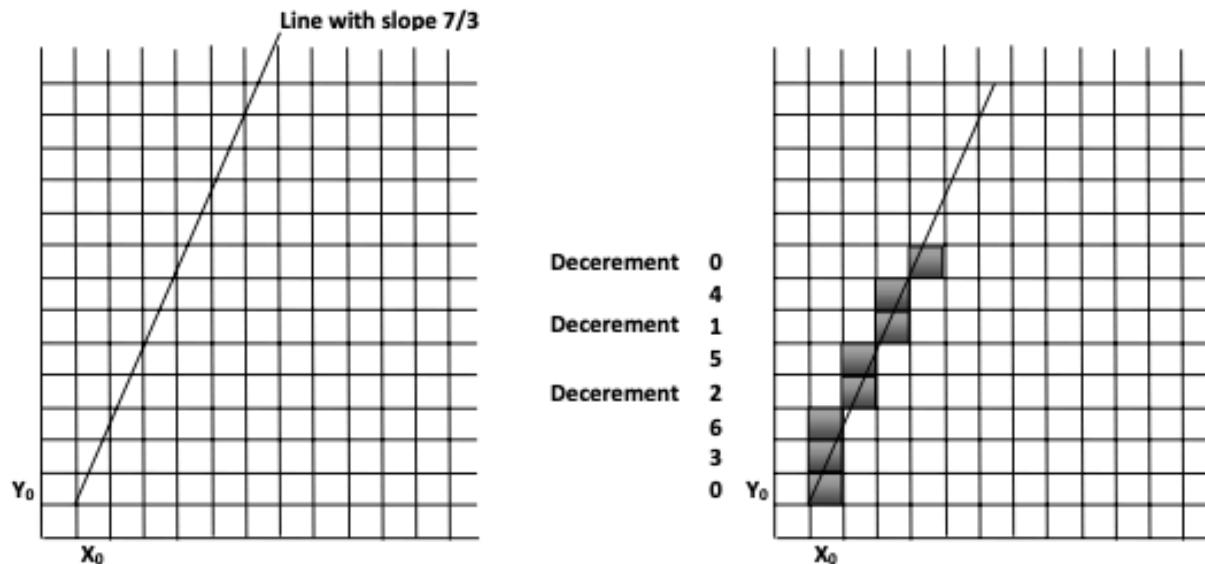 Line with slope 7/3
Y₀
X₀
Decerement 0
4
Decerement 1
5
Decerement 2
6
3
0
Y₀
X₀